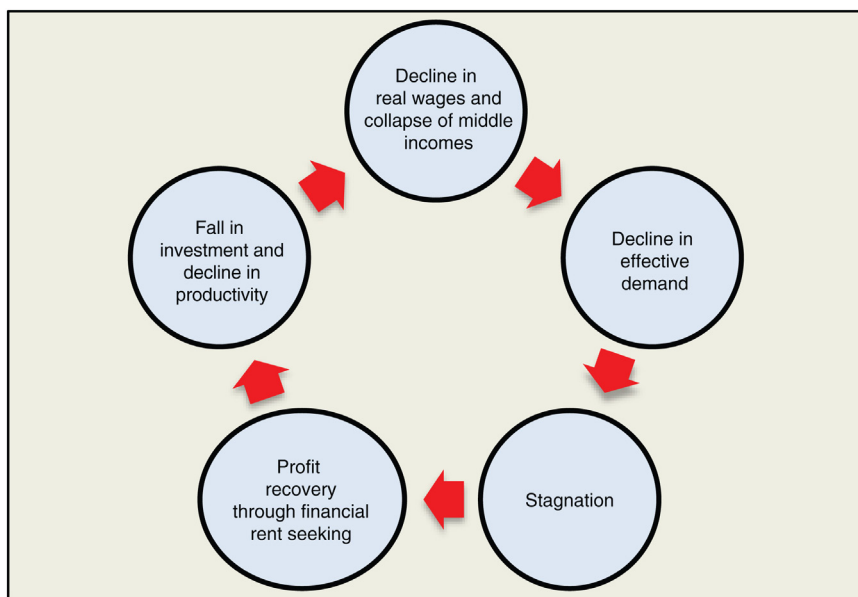 Decline in
real wages and
collapse of middle
incomes
Decline in
effective
demand
Stagnation
Profit
recovery
through financial
rent seeking
Fall in
investment and
decline in
productivity